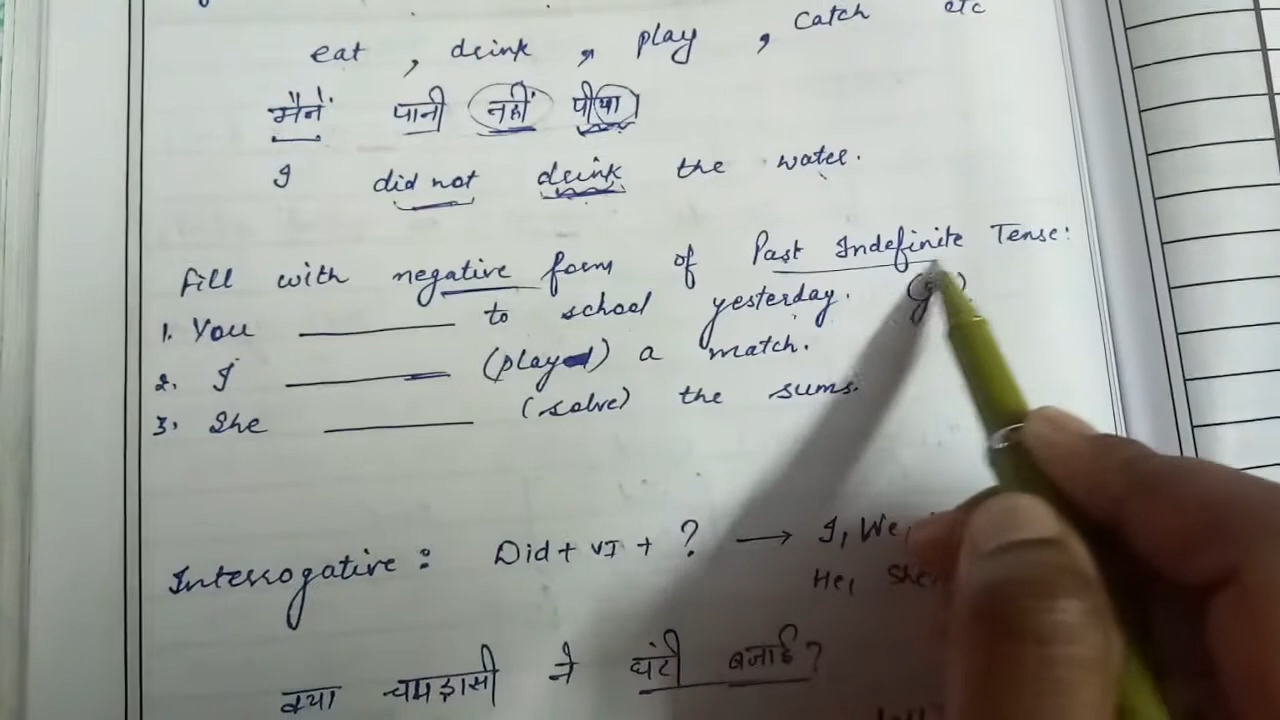 eat , drink , play , catch etc
मैनें पानी नहीं पीया।
I did not drink the water.
Fill with negative form of Past Indefinite Tense:
1. You ______ to school yesterday.
2. I ______ (play) a match.
3. She ______ (solve) the sums.
Interrogative : Did + VI + ? → I, We,
He, She
क्या चपड़ासी ने घंटी बजाई?